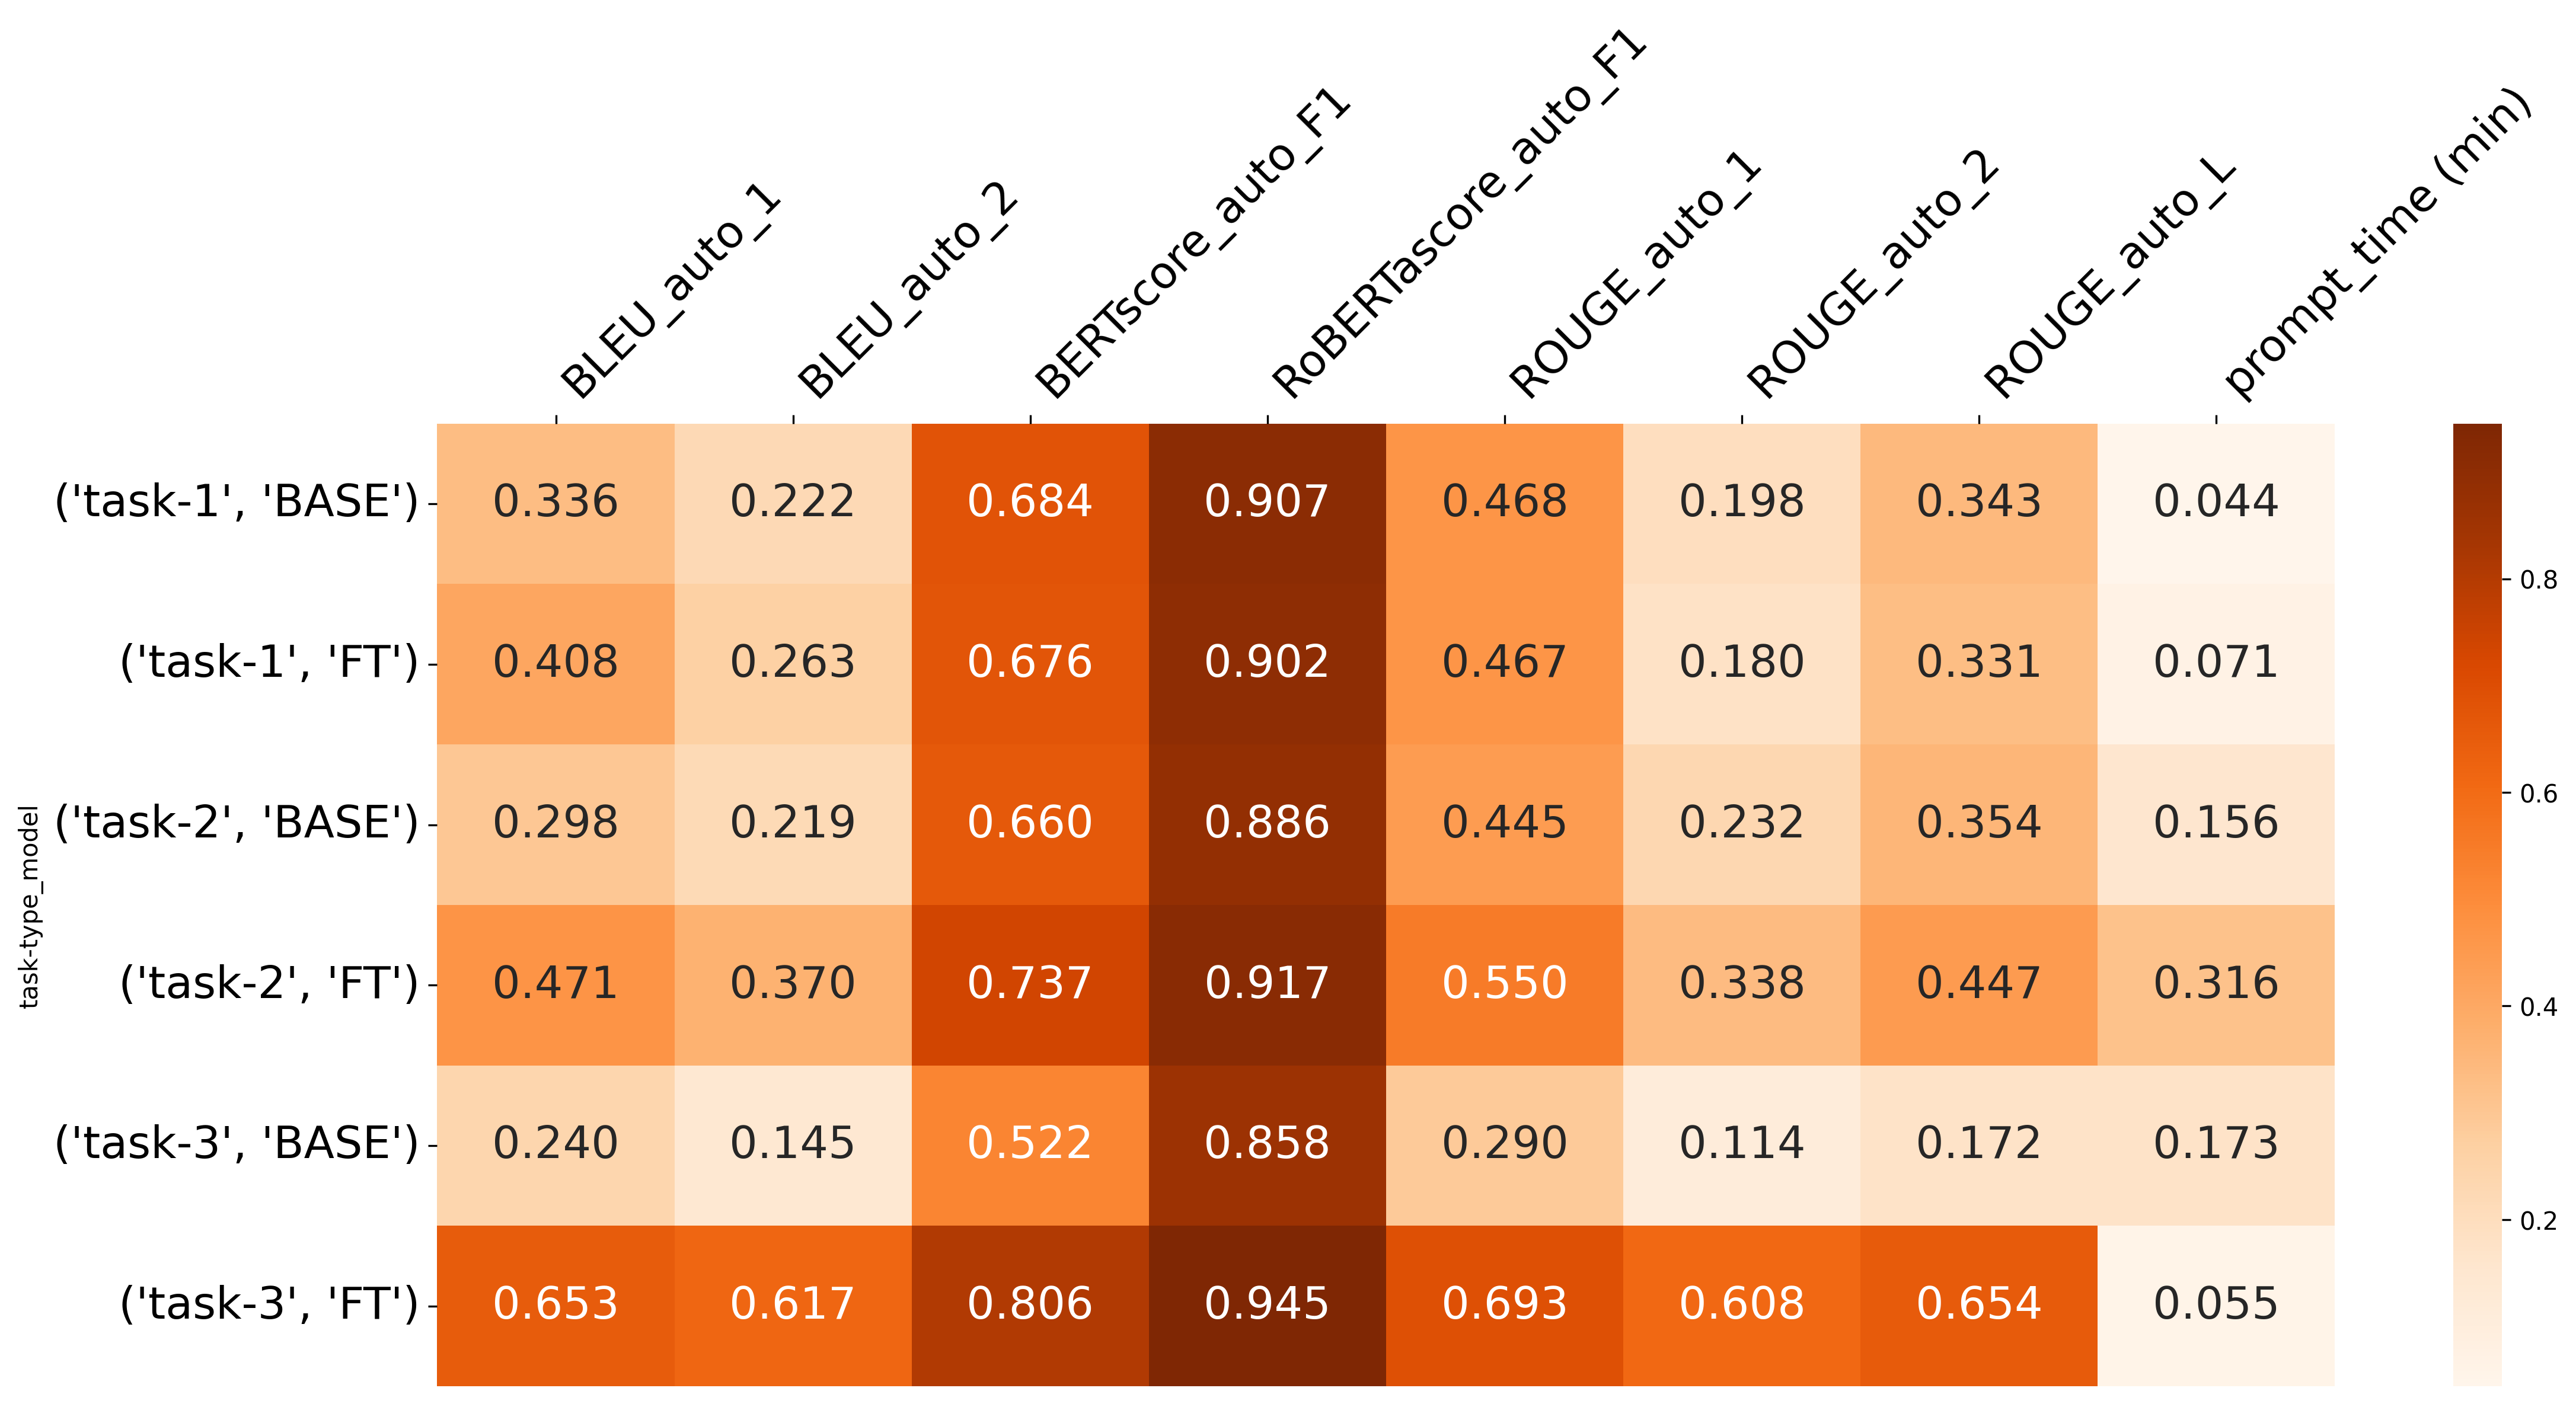 BLEU_auto_1
BLEU_auto_2
BERTscore_auto_F1
RoBERTascore_auto_F1
ROUGE_auto_1
ROUGE_auto_2
ROUGE_auto_L
prompt_time (min)
task-type_model
('task-1', 'BASE') 0.336 0.222 0.684 0.907 0.468 0.198 0.343 0.044
('task-1', 'FT') 0.408 0.263 0.676 0.902 0.467 0.180 0.331 0.071
('task-2', 'BASE') 0.298 0.219 0.660 0.886 0.445 0.232 0.354 0.156
('task-2', 'FT') 0.471 0.370 0.737 0.917 0.550 0.338 0.447 0.316
('task-3', 'BASE') 0.240 0.145 0.522 0.858 0.290 0.114 0.172 0.173
('task-3', 'FT') 0.653 0.617 0.806 0.945 0.693 0.608 0.654 0.055
0.8
0.6
0.4
0.2